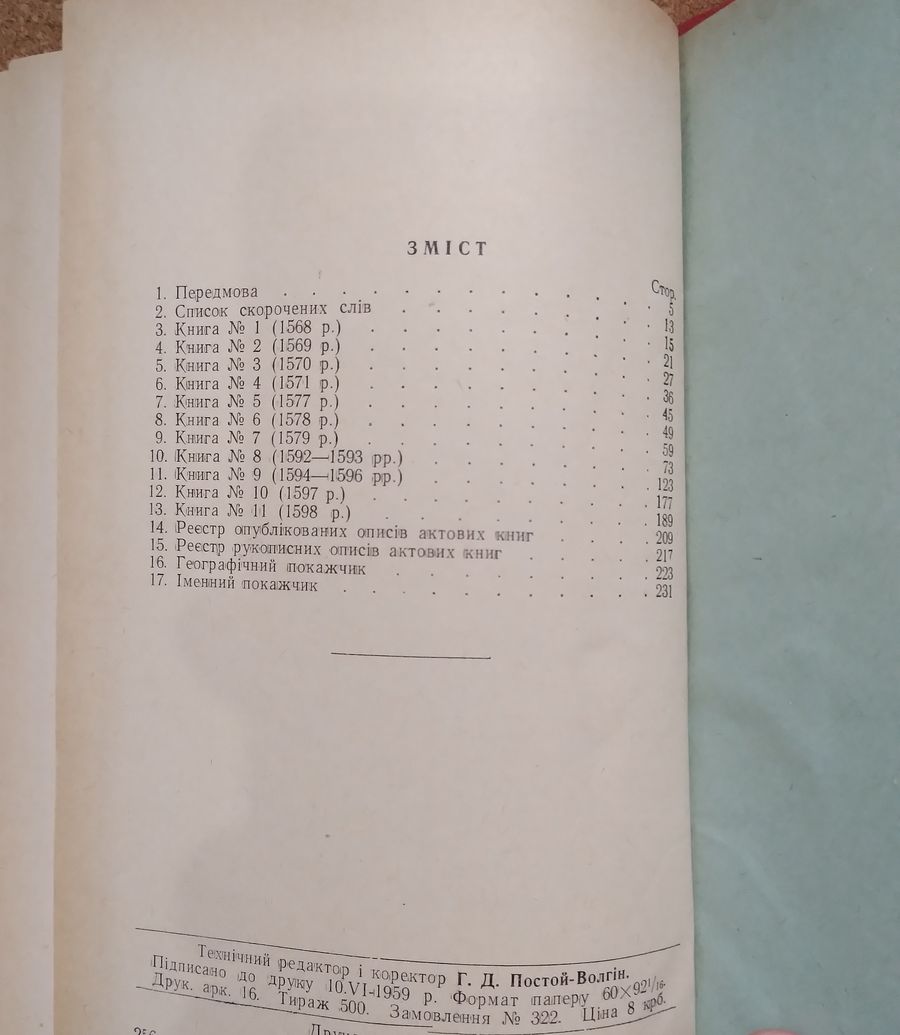 ЗМІСТ
Стор.
1. Передмова . . . . . . . . . . . . 5
2. Список скорочених слів . . . . . . . . 13
3. Книга № 1 (1568 р.) . . . . . . . . . 15
4. Книга № 2 (1569 р.) . . . . . . . . . 21
5. Книга № 3 (1570 р.) . . . . . . . . . 27
6. Книга № 4 (1571 р.) . . . . . . . . . 36
7. Книга № 5 (1577 р.) . . . . . . . . . 45
8. Книга № 6 (1578 р.) . . . . . . . . . 49
9. Книга № 7 (1579 р.) . . . . . . . . . 59
10. Книга № 8 (1592—1593 рр.) . . . . . . . 73
11. Книга № 9 (1594—1596 рр.) . . . . . . . 123
12. Книга № 10 (1597 р.) . . . . . . . . . 177
13. Книга № 11 (1598 р.) . . . . . . . . . 189
14. Реєстр опублікованих описів актових книг . . . . 209
15. Реєстр рукописних описів актових книг . . . . . 217
16. Географічний покажчик . . . . . . . . 223
17. Іменний покажчик . . . . . . . . . . 231
Технічний редактор і коректор Г. Д. Постой-Волгін.
Підписано до друку 10.VI-1959 р. Формат паперу 60×92 1/16.
Друк. арк. 16. Тираж 500. Замовлення № 322. Ціна 8 крб.
256